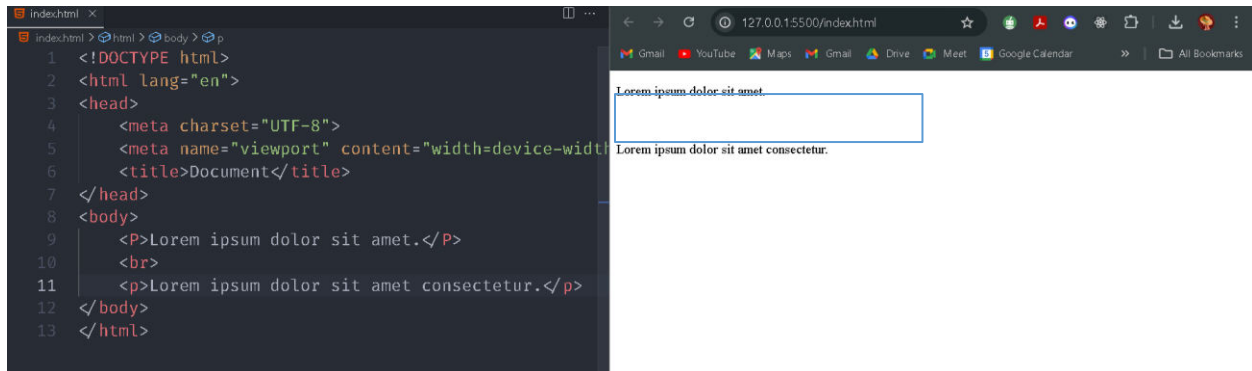 index.html ×
index.html > html > body > p
1 <!DOCTYPE html>
2 <html lang="en">
3 <head>
4 <meta charset="UTF-8">
5 <meta name="viewport" content="width=device-widt
6 <title>Document</title>
7 </head>
8 <body>
9 <P>Lorem ipsum dolor sit amet.</P>
10 <br>
11 <p>Lorem ipsum dolor sit amet consectetur.</p>
12 </body>
13 </html>
127.0.0.1:5500/index.html
Gmail YouTube Maps Gmail Drive Meet Google Calendar » All Bookmarks
Lorem ipsum dolor sit amet.
Lorem ipsum dolor sit amet consectetur.